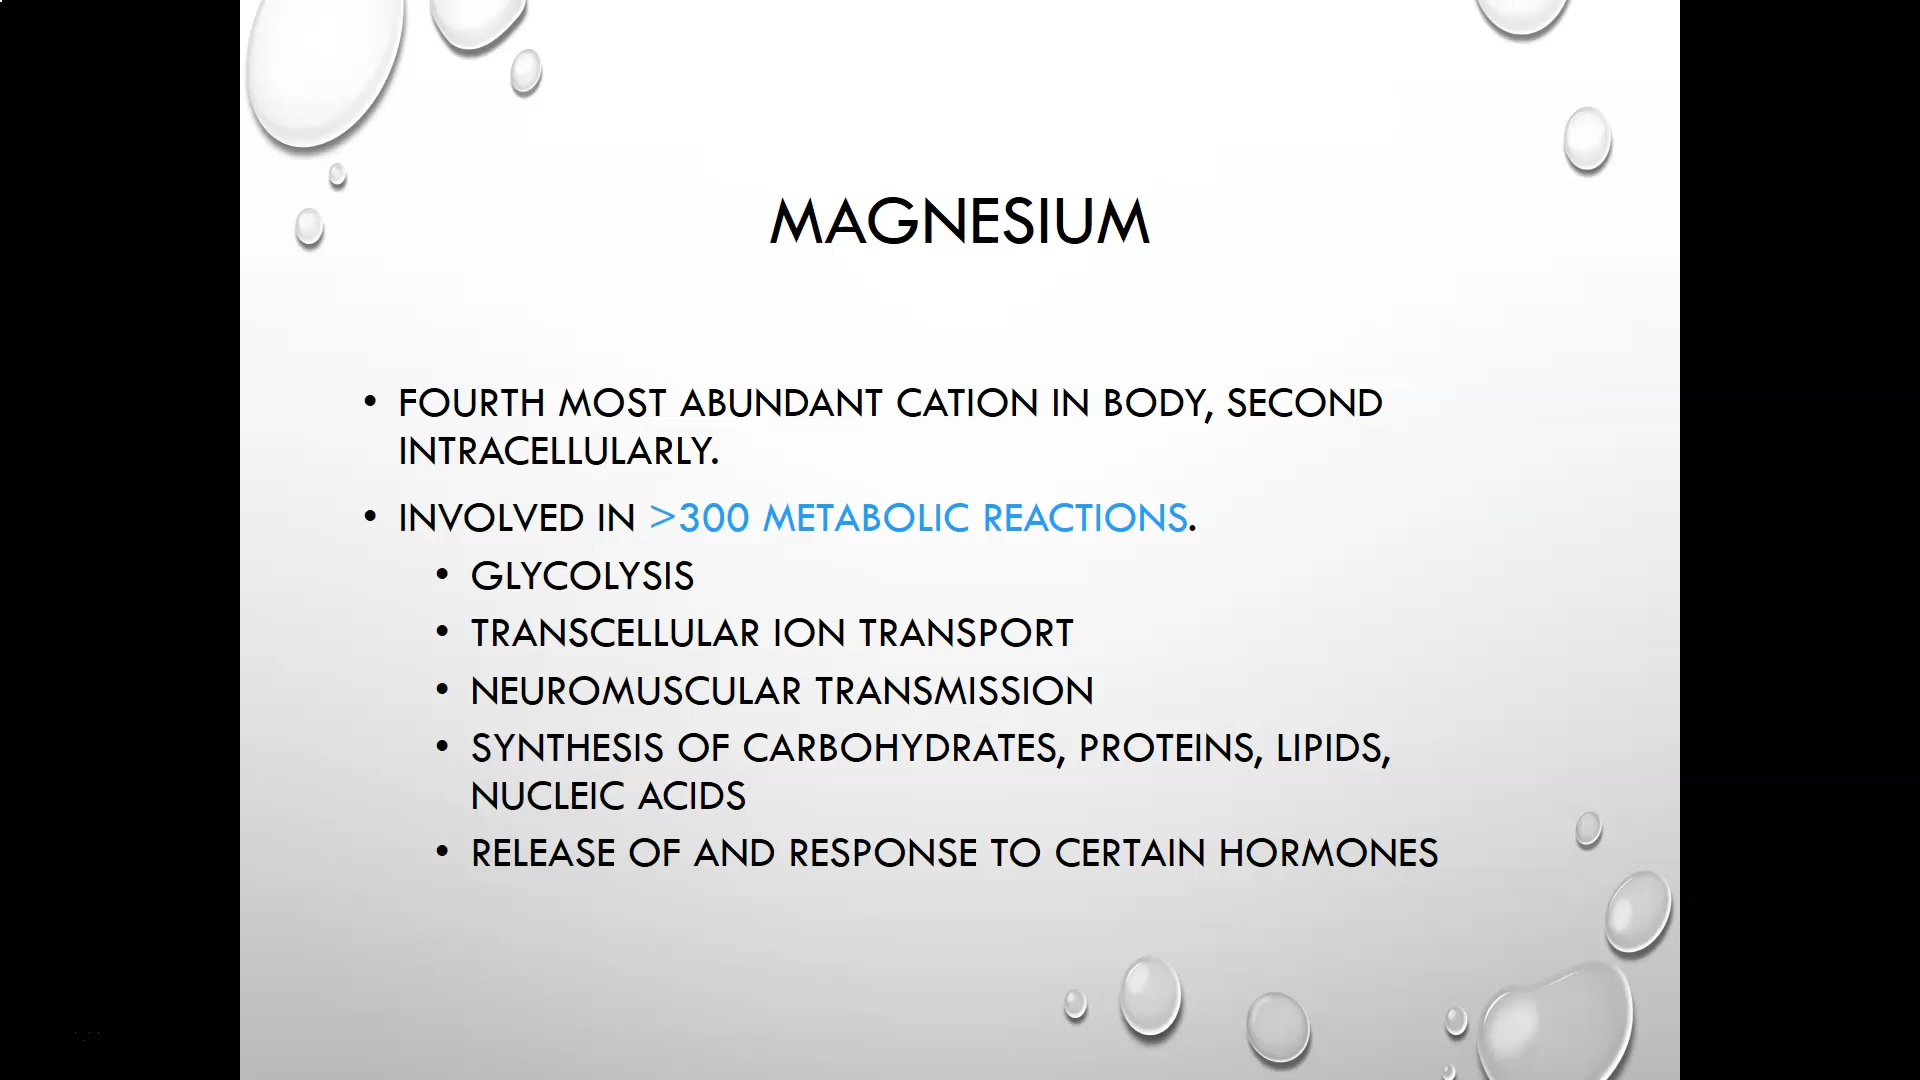 MAGNESIUM
• FOURTH MOST ABUNDANT CATION IN BODY, SECOND
INTRACELLULARLY.
• INVOLVED IN >300 METABOLIC REACTIONS.
• GLYCOLYSIS
• TRANSCELLULAR ION TRANSPORT
• NEUROMUSCULAR TRANSMISSION
• SYNTHESIS OF CARBOHYDRATES, PROTEINS, LIPIDS,
NUCLEIC ACIDS
• RELEASE OF AND RESPONSE TO CERTAIN HORMONES